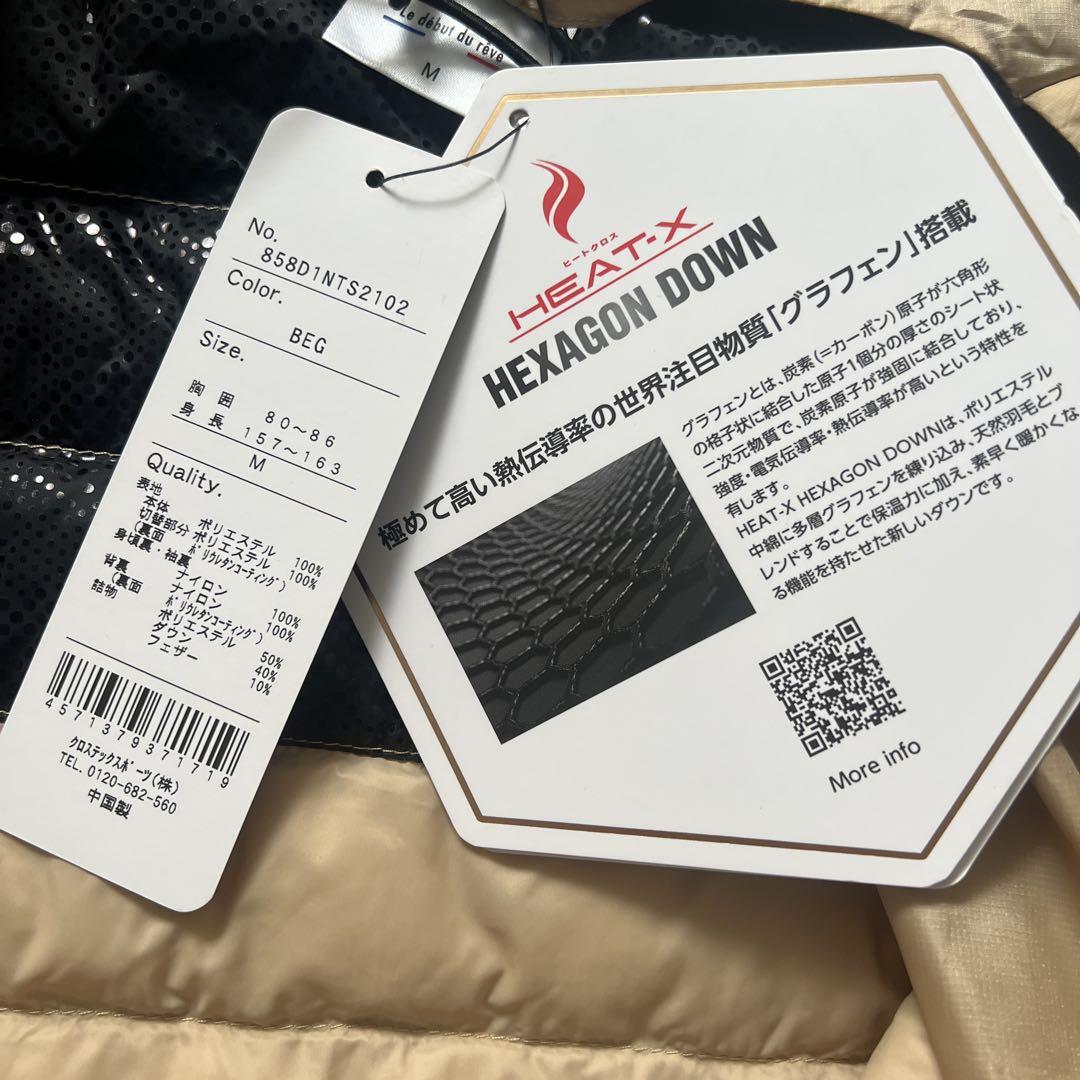 Le début du rêve
M
No.
858D1NTS2102
Color.
BEG
Size.
胸囲 80～86
身長 157～163
M
Quality.
表地
本体 ポリエステル 100%
切替部分 ポリエステル 100%
(裏面 ﾎﾟﾘｳﾚﾀﾝｺｰﾃｨﾝｸﾞ)
身頃裏・袖裏 ナイロン 100%
背裏 ナイロン 100%
(裏面 ﾎﾟﾘｳﾚﾀﾝｺｰﾃｨﾝｸﾞ)
詰物 ポリエステル 50%
ダウン 40%
フェザー 10%
4571379371719
クロステックスポーツ(株)
TEL. 0120-682-560
中国製
ヒートクロス
HEAT-X
HEXAGON DOWN
極めて高い熱伝導率の世界注目物質「グラフェン」搭載
グラフェンとは、炭素(=カーボン)原子が六角形
の格子状に結合した原子1個分の厚さのシート状
二次元物質で、炭素原子が強固に結合しており、
強度・電気伝導率・熱伝導率が高いという特性を
有します。
HEAT-X HEXAGON DOWNは、ポリエステル
中綿に多層グラフェンを練り込み、天然羽毛とブ
レンドすることで保温力に加え、素早く暖かくな
る機能を持たせた新しいダウンです。
More info